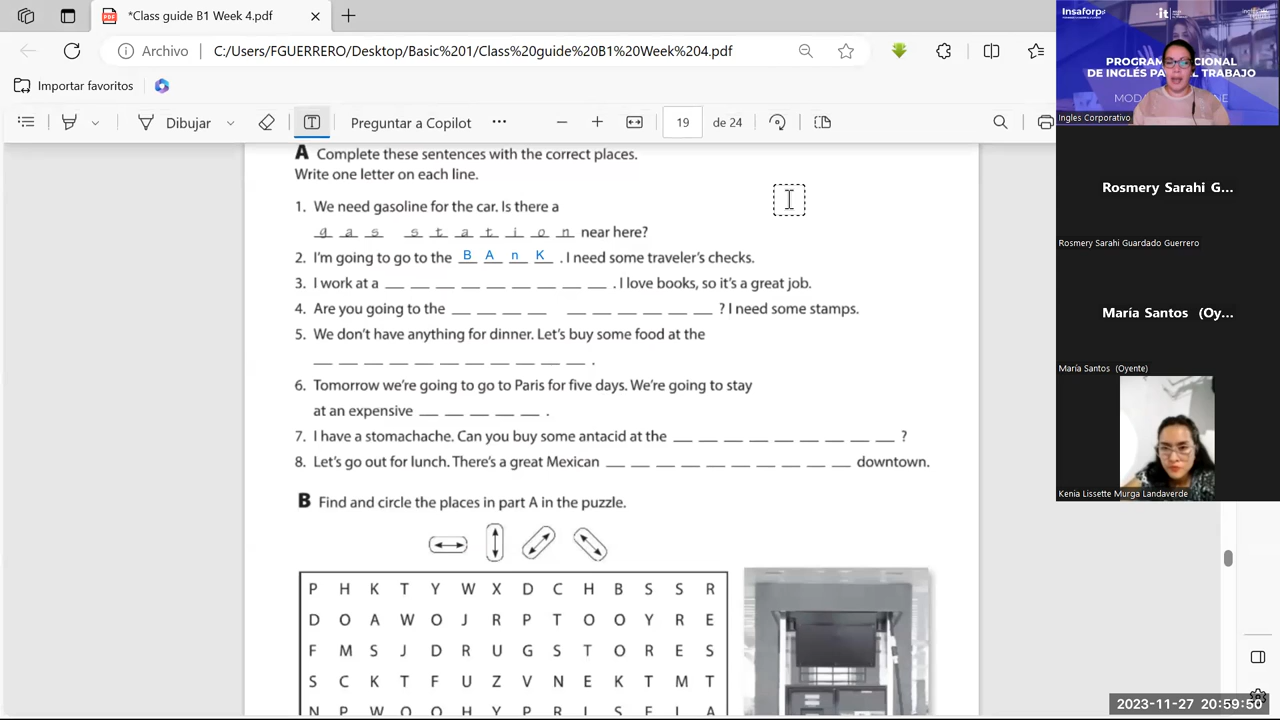 *Class guide B1 Week 4.pdf
Archivo
C:/Users/FGUERRERO/Desktop/Basic%201/Class%20guide%20B1%20Week%204.pdf
Importar favoritos
Dibujar
Preguntar a Copilot
19
de 24
A Complete these sentences with the correct places.
Write one letter on each line.
1. We need gasoline for the car. Is there a
g a s s t a t i o n near here?
2. I'm going to go to the B A n K . I need some traveler's checks.
3. I work at a _ _ _ _ _ _ _ _ _ . I love books, so it's a great job.
4. Are you going to the _ _ _ _ _ _ _ _ _ _ ? I need some stamps.
5. We don't have anything for dinner. Let's buy some food at the
_ _ _ _ _ _ _ _ _ _ _ .
6. Tomorrow we're going to go to Paris for five days. We're going to stay
at an expensive _ _ _ _ _ .
7. I have a stomachache. Can you buy some antacid at the _ _ _ _ _ _ _ _ _ ?
8. Let's go out for lunch. There's a great Mexican _ _ _ _ _ _ _ _ _ _ downtown.
B Find and circle the places in part A in the puzzle.
P H K T Y W X D C H B S S R
D O A W O J R P T O O Y R E
F M S J D R U G S T O R E S
S C K T F U Z V N E K T M T
N P W O O H Y P R I S E L A
Insaforp
Ingles Corporativo
Rosmery Sarahi G...
Rosmery Sarahi Guardado Guerrero
María Santos (Oy...
María Santos (Oyente)
Kenia Lissette Murga Landaverde
2023-11-27 20:59:50